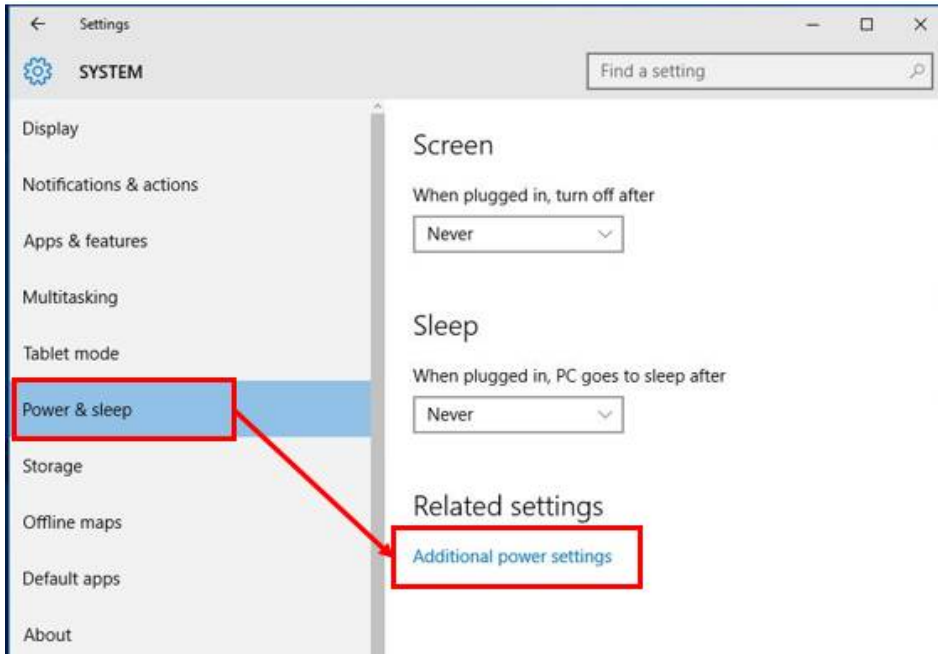 Settings
SYSTEM
Find a setting
Display
Notifications & actions
Apps & features
Multitasking
Tablet mode
Power & sleep
Storage
Offline maps
Default apps
About
Screen
When plugged in, turn off after
Never
Sleep
When plugged in, PC goes to sleep after
Never
Related settings
Additional power settings